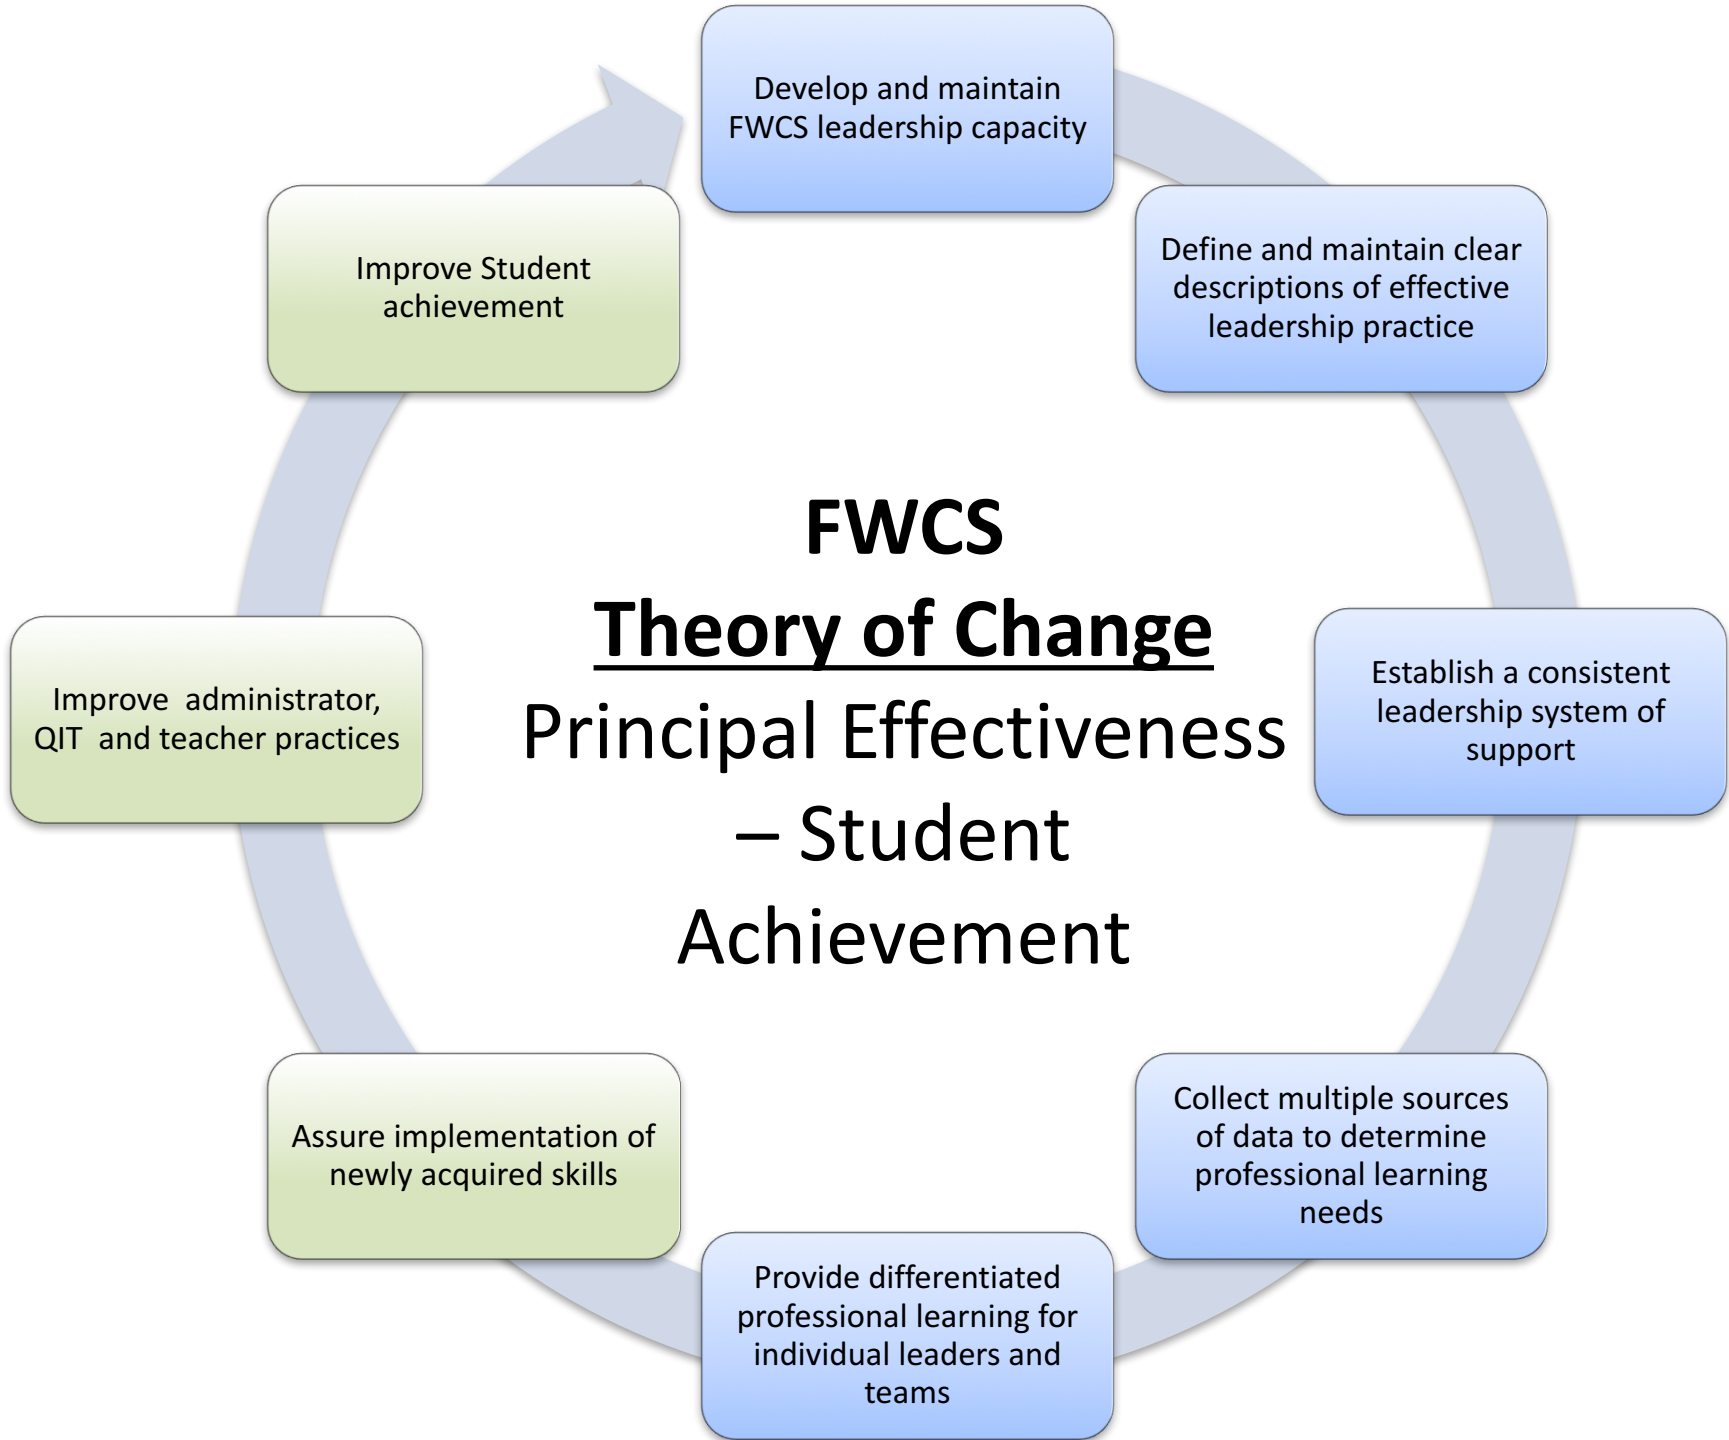 Develop and maintain
FWCS leadership capacity
Define and maintain clear
descriptions of effective
leadership practice
Establish a consistent
leadership system of
support
Collect multiple sources
of data to determine
professional learning
needs
Provide differentiated
professional learning for
individual leaders and
teams
Assure implementation of
newly acquired skills
Improve  administrator,
QIT  and teacher practices
Improve Student
achievement
FWCS
Theory of Change
Principal Effectiveness
– Student
Achievement